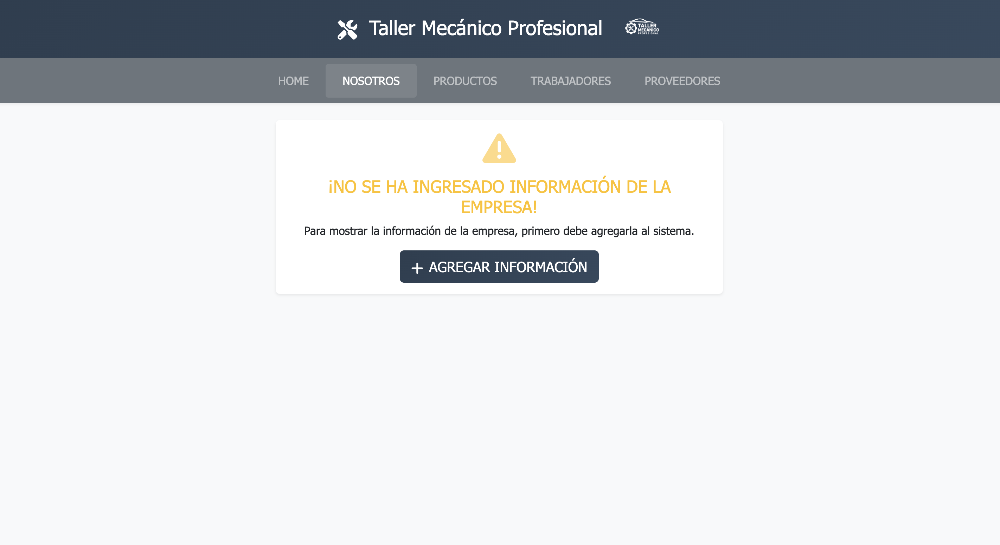 Taller Mecánico Profesional
TALLER
MECÁNICO
PROFESIONAL
HOME
NOSOTROS
PRODUCTOS
TRABAJADORES
PROVEEDORES
¡NO SE HA INGRESADO INFORMACIÓN DE LA
EMPRESA!
Para mostrar la información de la empresa, primero debe agregarla al sistema.
+ AGREGAR INFORMACIÓN